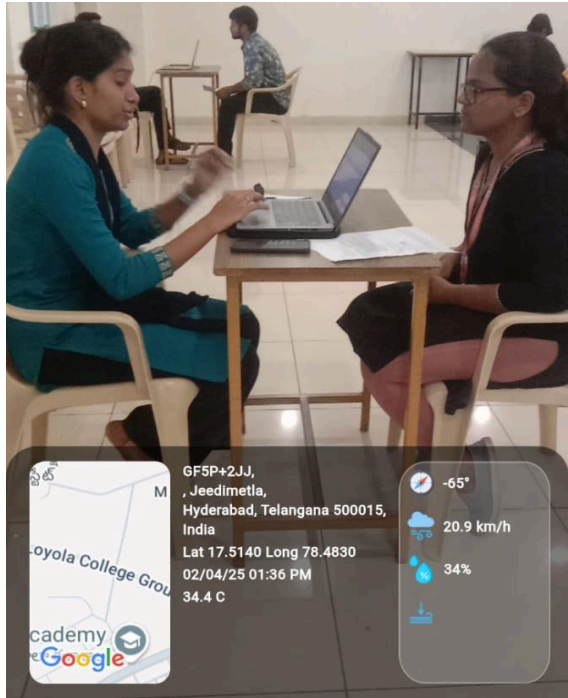 GF5P+2JJ,
, Jeedimetla,
Hyderabad, Telangana 500015,
India
Lat 17.5140 Long 78.4830
02/04/25 01:36 PM
34.4 C
M
Loyola College Grou
cademy
Google
-65°
20.9 km/h
%
34%